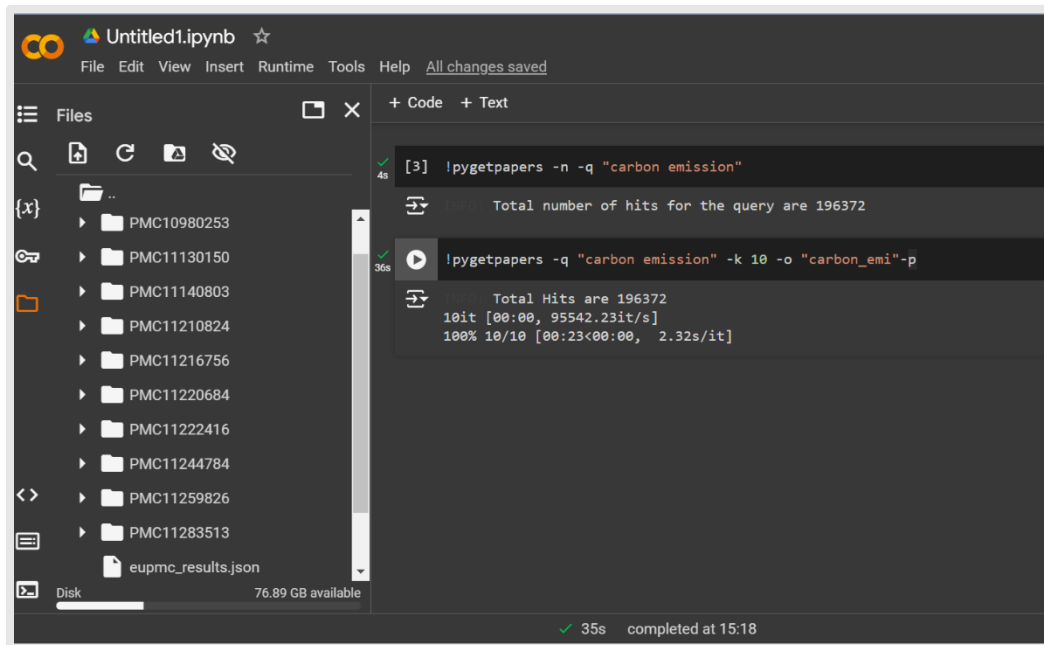 Untitled1.ipynb
File Edit View Insert Runtime Tools Help All changes saved
Files
+ Code + Text
{x}
..
PMC10980253
PMC11130150
PMC11140803
PMC11210824
PMC11216756
PMC11220684
PMC11222416
PMC11244784
PMC11259826
PMC11283513
eupmc_results.json
Disk 76.89 GB available
4s
[3] !pygetpapers -n -q "carbon emission"
INFO: Total number of hits for the query are 196372
36s
!pygetpapers -q "carbon emission" -k 10 -o "carbon_emi"-p
INFO: Total Hits are 196372
10it [00:00, 95542.23it/s]
100% 10/10 [00:23<00:00, 2.32s/it]
35s completed at 15:18